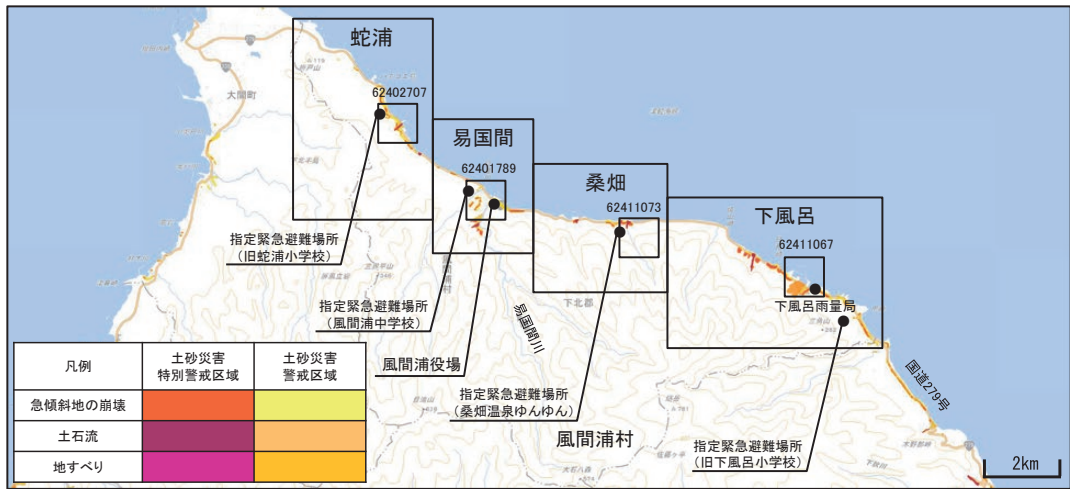 蛇浦
62402707
大間町
易国間
62401789
桑畑
62411073
下風呂
62411067
指定緊急避難場所
(旧蛇浦小学校)
下風呂雨量局
指定緊急避難場所
(風間浦中学校)
風間浦村
下北郡
易国間川
風間浦役場
指定緊急避難場所
(桑畑温泉ゆんゆん)
国道279号
風間浦村
指定緊急避難場所
(旧下風呂小学校)
凡例
土砂災害
特別警戒区域
土砂災害
警戒区域
急傾斜地の崩壊
土石流
地すべり
2km